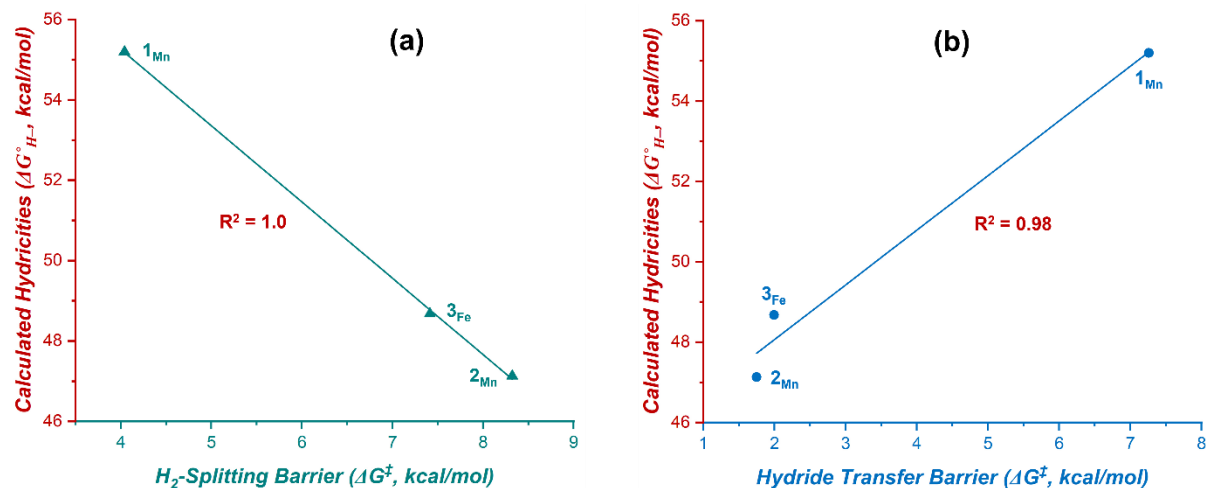 (a)
Calculated Hydricities (ΔG°H–, kcal/mol)
56
54
52
50
48
46
1Mn
R² = 1.0
3Fe
2Mn
4 5 6 7 8 9
H₂-Splitting Barrier (ΔG‡, kcal/mol)
(b)
Calculated Hydricities (ΔG°H–, kcal/mol)
56
54
52
50
48
46
1Mn
R² = 0.98
3Fe
2Mn
1 2 3 4 5 6 7 8
Hydride Transfer Barrier (ΔG‡, kcal/mol)